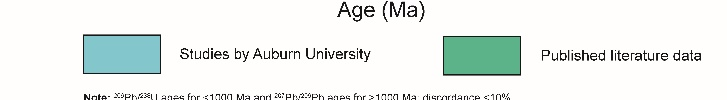 Age (Ma)
Studies by Auburn University Published literature data
Note: ²⁰⁶Pb/²³⁸U ages for ≤1000 Ma and ²⁰⁷Pb/²⁰⁶Pb ages for >1000 Ma; discordance <10%